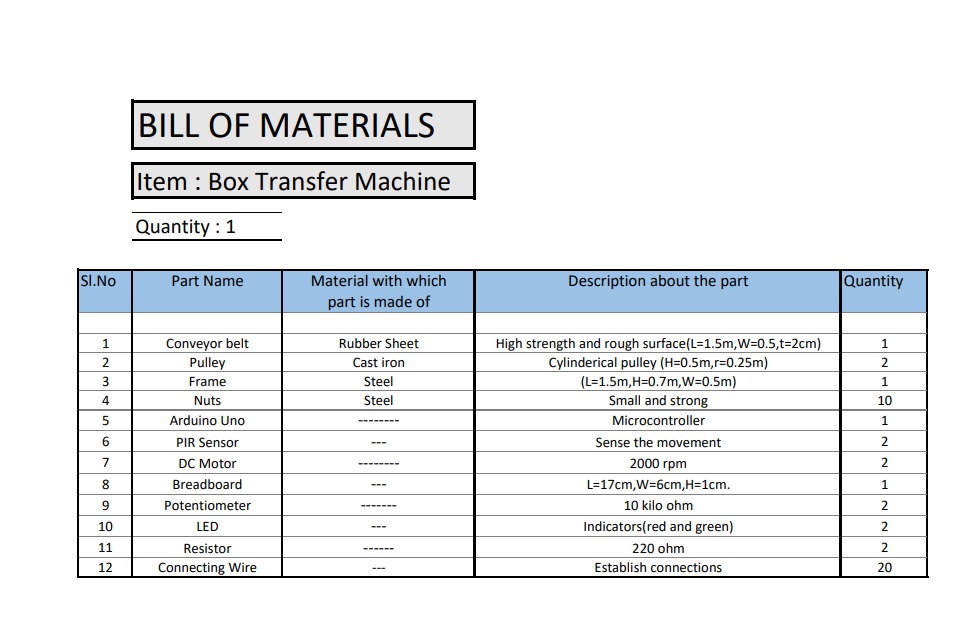 BILL OF MATERIALS
Item : Box Transfer Machine
Quantity : 1
Sl.No Part Name Material with which Description about the part Quantity
part is made of
1 Conveyor belt Rubber Sheet High strength and rough surface(L=1.5m,W=0.5,t=2cm) 1
2 Pulley Cast iron Cylinderical pulley (H=0.5m,r=0.25m) 2
3 Frame Steel (L=1.5m,H=0.7m,W=0.5m) 1
4 Nuts Steel Small and strong 10
5 Arduino Uno -------- Microcontroller 1
6 PIR Sensor --- Sense the movement 2
7 DC Motor -------- 2000 rpm 2
8 Breadboard --- L=17cm,W=6cm,H=1cm. 1
9 Potentiometer ------- 10 kilo ohm 2
10 LED --- Indicators(red and green) 2
11 Resistor ------ 220 ohm 2
12 Connecting Wire --- Establish connections 20